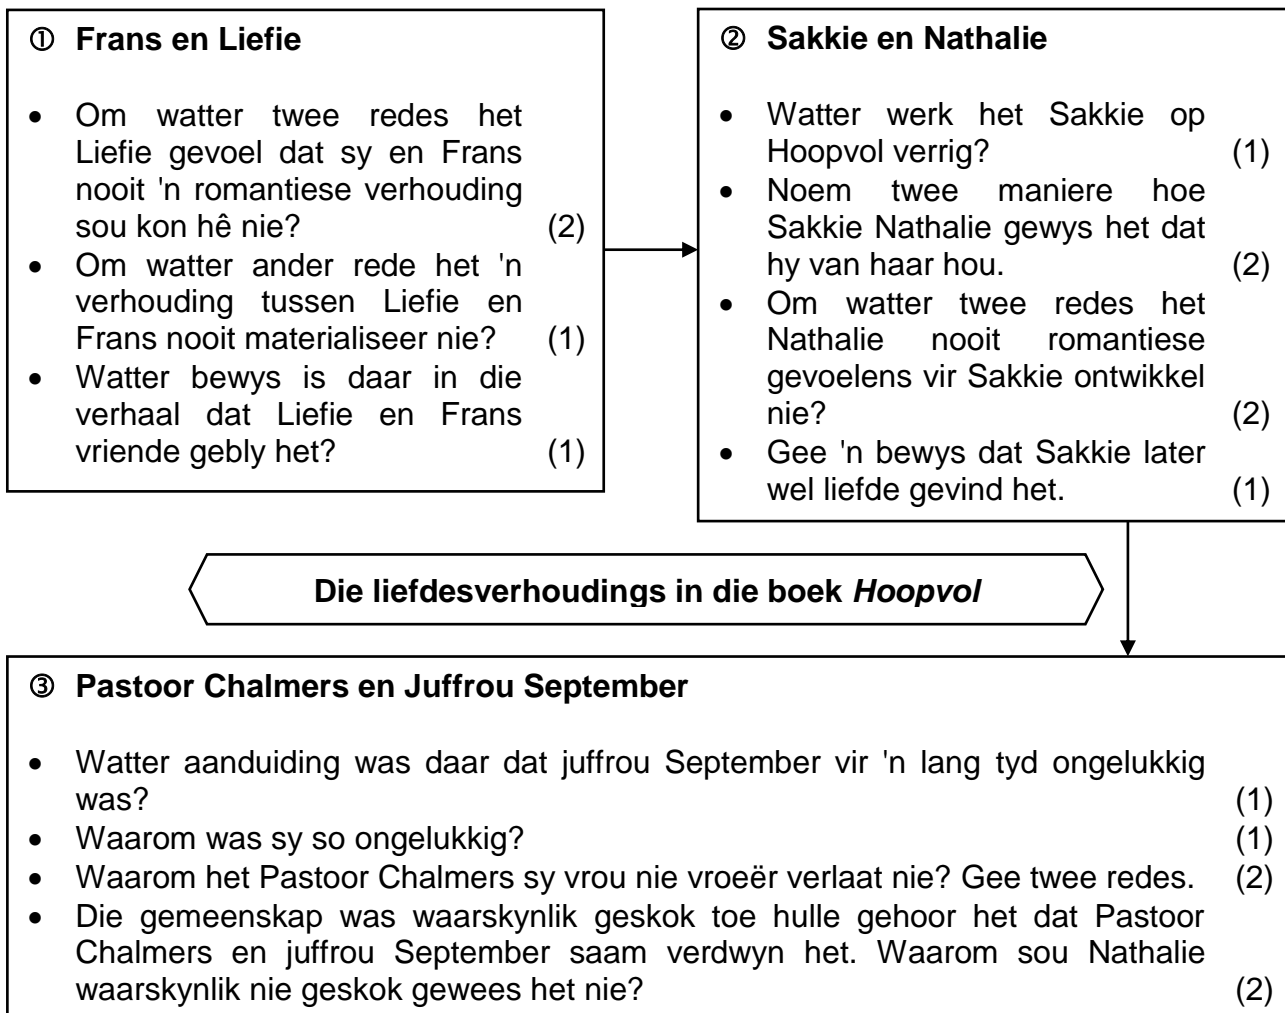 ① Frans en Liefie
• Om watter twee redes het
Liefie gevoel dat sy en Frans
nooit 'n romantiese verhouding
sou kon hê nie? (2)
• Om watter ander rede het 'n
verhouding tussen Liefie en
Frans nooit materialiseer nie? (1)
• Watter bewys is daar in die
verhaal dat Liefie en Frans
vriende gebly het? (1)
② Sakkie en Nathalie
• Watter werk het Sakkie op
Hoopvol verrig? (1)
• Noem twee maniere hoe
Sakkie Nathalie gewys het dat
hy van haar hou. (2)
• Om watter twee redes het
Nathalie nooit romantiese
gevoelens vir Sakkie ontwikkel
nie? (2)
• Gee 'n bewys dat Sakkie later
wel liefde gevind het. (1)
Die liefdesverhoudings in die boek Hoopvol
③ Pastoor Chalmers en Juffrou September
• Watter aanduiding was daar dat juffrou September vir 'n lang tyd ongelukkig
was? (1)
• Waarom was sy so ongelukkig? (1)
• Waarom het Pastoor Chalmers sy vrou nie vroeër verlaat nie? Gee twee redes. (2)
• Die gemeenskap was waarskynlik geskok toe hulle gehoor het dat Pastoor
Chalmers en juffrou September saam verdwyn het. Waarom sou Nathalie
waarskynlik nie geskok gewees het nie? (2)